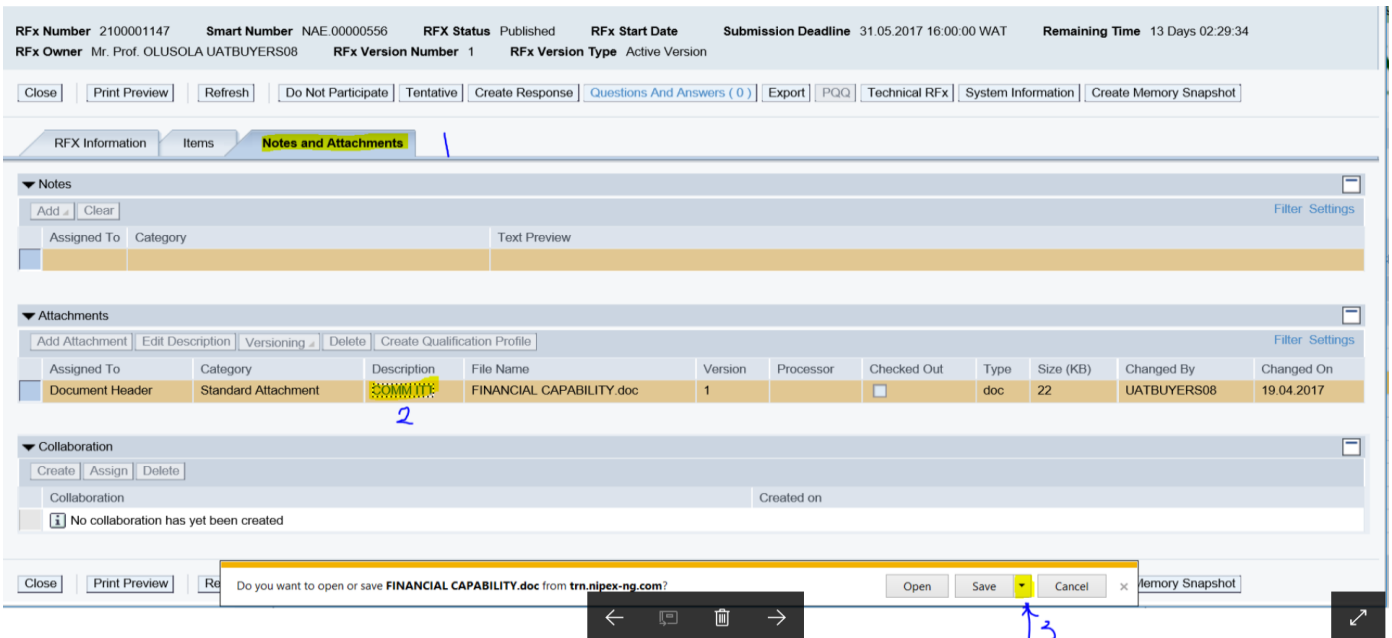 RFx Number 2100001147 Smart Number NAE.00000556 RFX Status Published RFx Start Date Submission Deadline 31.05.2017 16:00:00 WAT Remaining Time 13 Days 02:29:34
RFx Owner Mr. Prof. OLUSOLA UATBUYERS08 RFx Version Number 1 RFx Version Type Active Version
Close Print Preview Refresh Do Not Participate Tentative Create Response Questions And Answers ( 0 ) Export PQQ Technical RFx System Information Create Memory Snapshot
RFX Information Items Notes and Attachments 1
Notes
Add Clear Filter Settings
Assigned To Category Text Preview
Attachments
Add Attachment Edit Description Versioning Delete Create Qualification Profile Filter Settings
Assigned To Category Description File Name Version Processor Checked Out Type Size (KB) Changed By Changed On
Document Header Standard Attachment FINANCIAL CAPABILITY.doc 1 doc 22 UATBUYERS08 19.04.2017
2
Collaboration
Create Assign Delete
Collaboration Created on
No collaboration has yet been created
Close Print Preview Re Memory Snapshot
Do you want to open or save FINANCIAL CAPABILITY.doc from trn.nipex-ng.com? Open Save Cancel
3